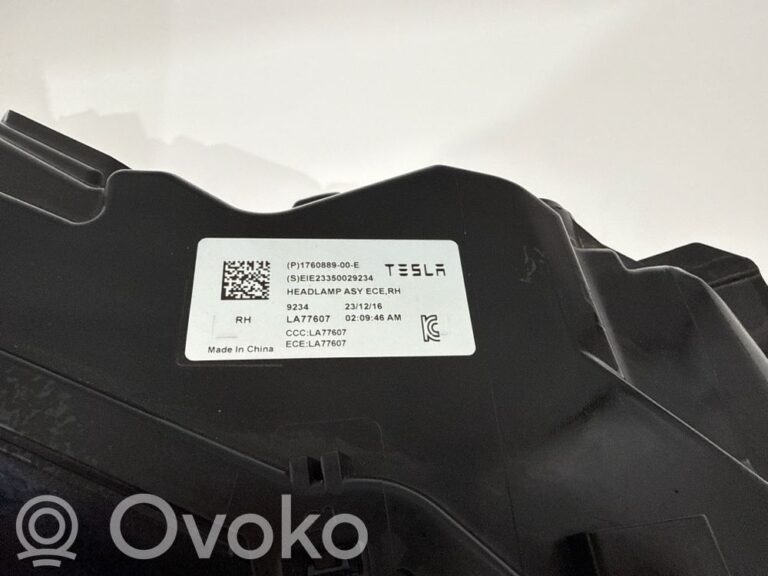 (P)1760889-00-E
TESLA
(S)EIE23350029234
HEADLAMP ASY ECE,RH
9234 23/12/16
RH LA77607 02:09:46 AM
CCC:LA77607
Made In China ECE:LA77607
Ovoko